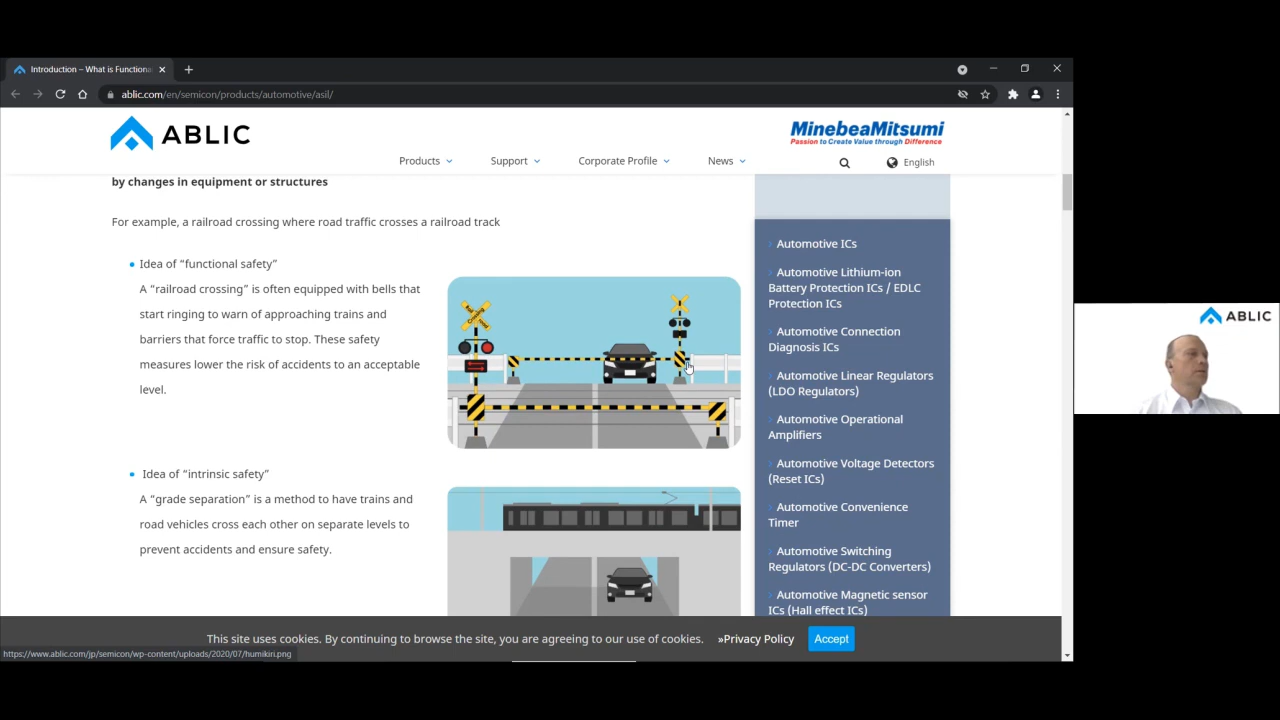 Introduction – What is Functiona
ablic.com/en/semicon/products/automotive/asil/
ABLIC
MinebeaMitsumi
Passion to Create Value through Difference
Products
Support
Corporate Profile
News
English
by changes in equipment or structures
For example, a railroad crossing where road traffic crosses a railroad track
Idea of “functional safety”
A “railroad crossing” is often equipped with bells that
start ringing to warn of approaching trains and
barriers that force traffic to stop. These safety
measures lower the risk of accidents to an acceptable
level.
Idea of “intrinsic safety”
A “grade separation” is a method to have trains and
road vehicles cross each other on separate levels to
prevent accidents and ensure safety.
Automotive ICs
Automotive Lithium-ion
Battery Protection ICs / EDLC
Protection ICs
Automotive Connection
Diagnosis ICs
Automotive Linear Regulators
(LDO Regulators)
Automotive Operational
Amplifiers
Automotive Voltage Detectors
(Reset ICs)
Automotive Convenience
Timer
Automotive Switching
Regulators (DC-DC Converters)
Automotive Magnetic sensor
ICs (Hall effect ICs)
This site uses cookies. By continuing to browse the site, you are agreeing to our use of cookies. »Privacy Policy
Accept
https://www.ablic.com/jp/semicon/wp-content/uploads/2020/07/humikiri.png
ABLIC